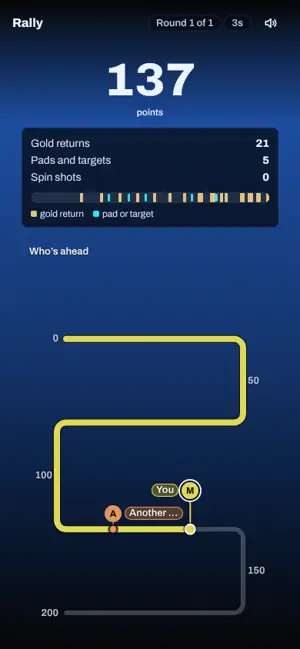 Rally
Round 1 of 1
3s
137
points
Gold returns 21
Pads and targets 5
Spin shots 0
gold return
pad or target
Who's ahead
0
50
100
You M
A Another ...
150
200